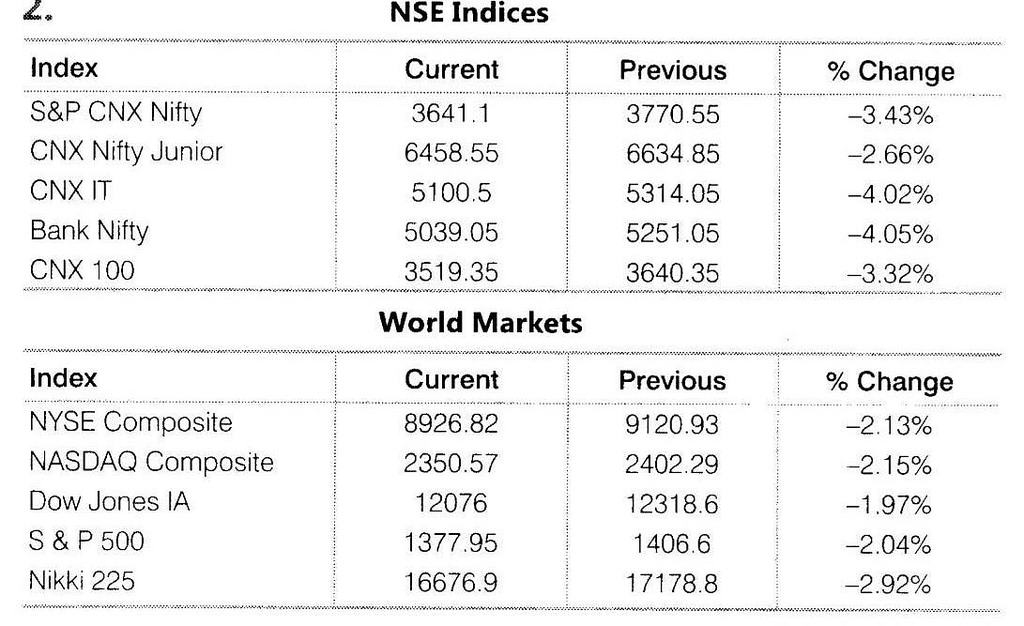 2.
NSE Indices
Index Current Previous % Change
S&P CNX Nifty 3641.1 3770.55 –3.43%
CNX Nifty Junior 6458.55 6634.85 –2.66%
CNX IT 5100.5 5314.05 –4.02%
Bank Nifty 5039.05 5251.05 –4.05%
CNX 100 3519.35 3640.35 –3.32%
World Markets
Index Current Previous % Change
NYSE Composite 8926.82 9120.93 –2.13%
NASDAQ Composite 2350.57 2402.29 –2.15%
Dow Jones IA 12076 12318.6 –1.97%
S & P 500 1377.95 1406.6 –2.04%
Nikki 225 16676.9 17178.8 –2.92%